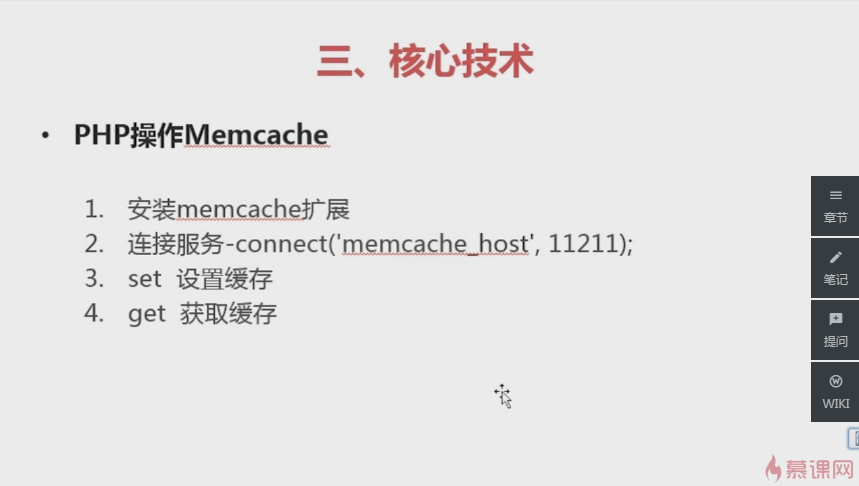 三、核心技术
• PHP操作Memcache
1. 安装memcache扩展
2. 连接服务-connect('memcache_host', 11211);
3. set 设置缓存
4. get 获取缓存
章节
笔记
提问
WIKI
慕课网